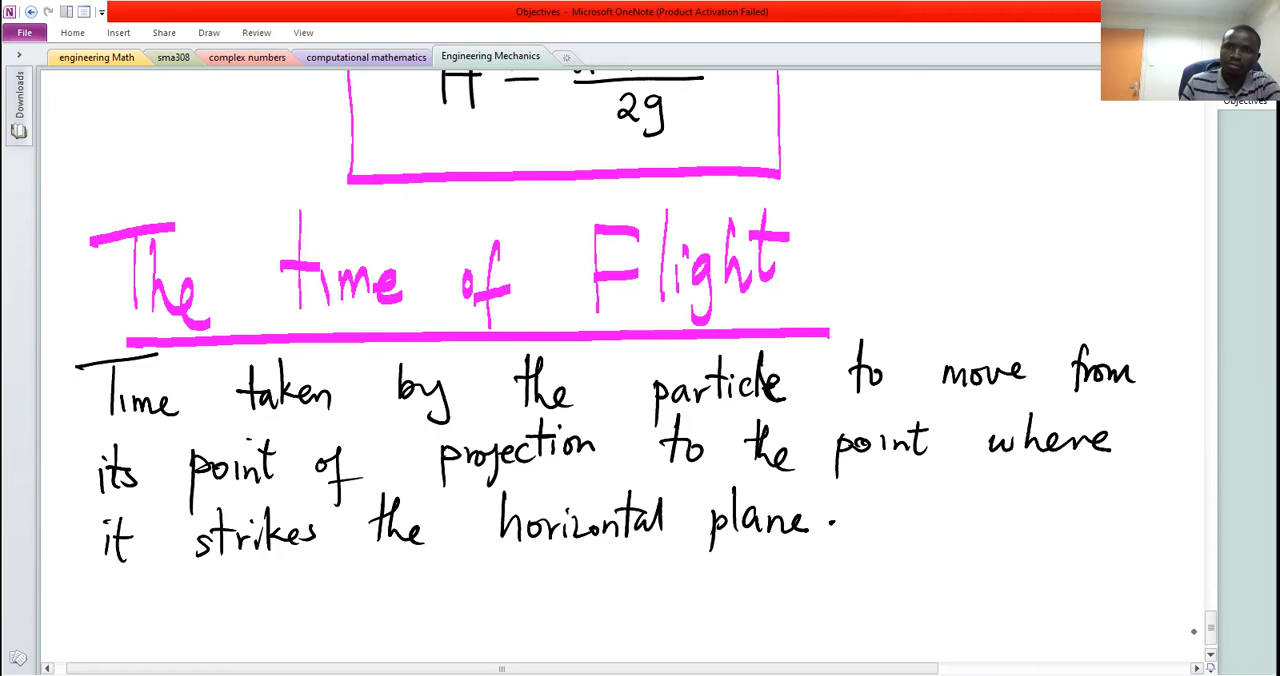 Objectives - Microsoft OneNote (Product Activation Failed)
File Home Insert Share Draw Review View
engineering Math sma308 complex numbers computational mathematics Engineering Mechanics
Objectives
Downloads
H =
2g
The time of Flight
Time taken by the particle to move from
its point of projection to the point where
it strikes the horizontal plane.